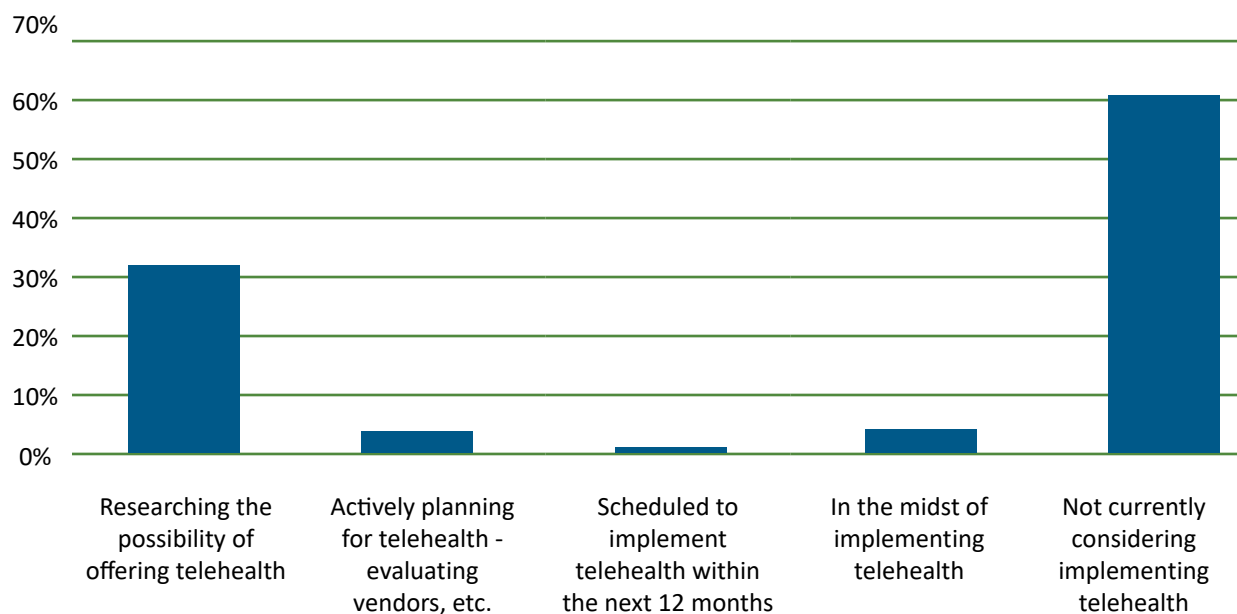 70%
60%
50%
40%
30%
20%
10%
0%
Researching the
possibility of
offering telehealth
Actively planning
for telehealth -
evaluating
vendors, etc.
Scheduled to
implement
telehealth within
the next 12 months
In the midst of
implementing
telehealth
Not currently
considering
implementing
telehealth